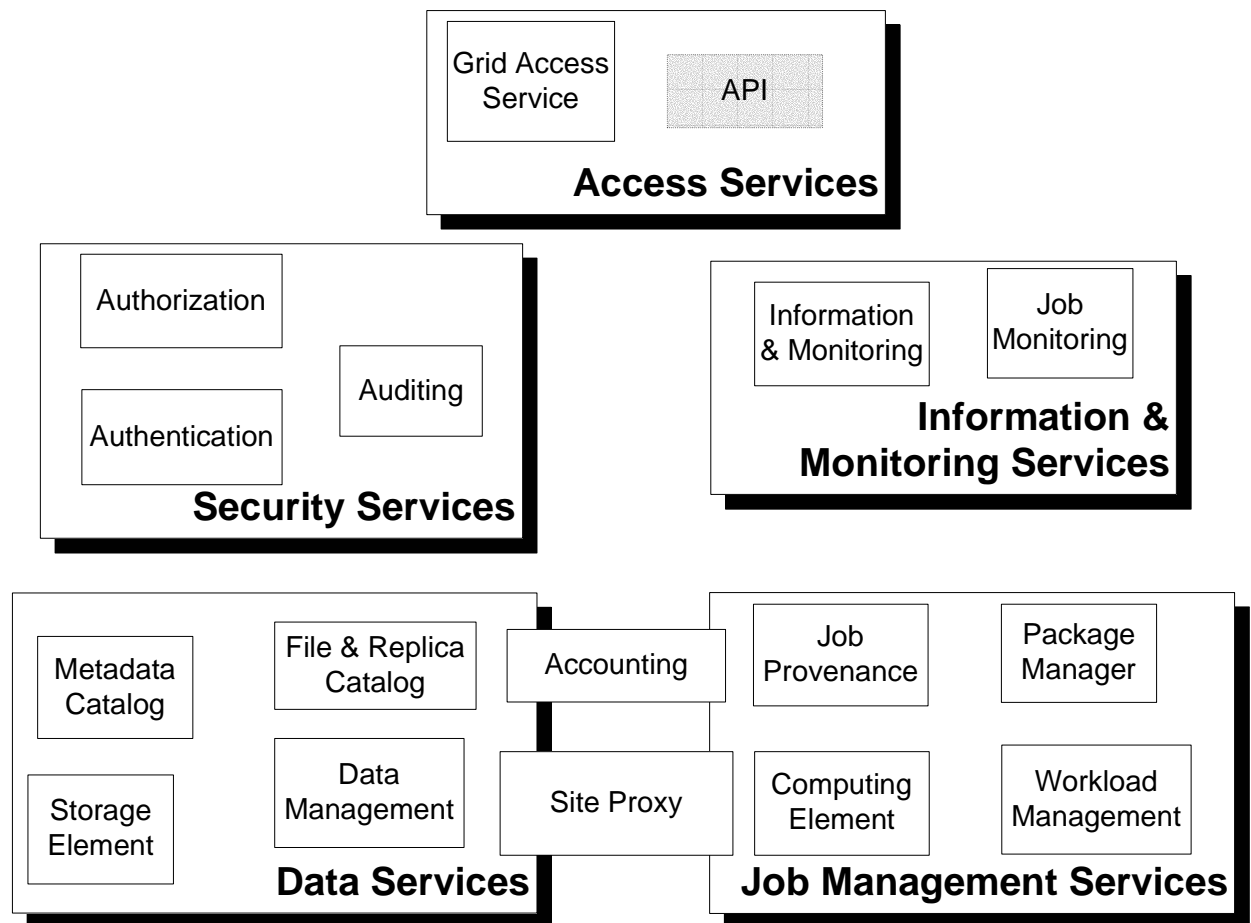 Grid Access
Service
API
Access Services
Authorization
Authentication
Auditing
Security Services
Information
& Monitoring
Job
Monitoring
Information &
Monitoring Services
Metadata
Catalog
File & Replica
Catalog
Storage
Element
Data
Management
Data Services
Accounting
Site Proxy
Job
Provenance
Package
Manager
Computing
Element
Workload
Management
Job Management Services